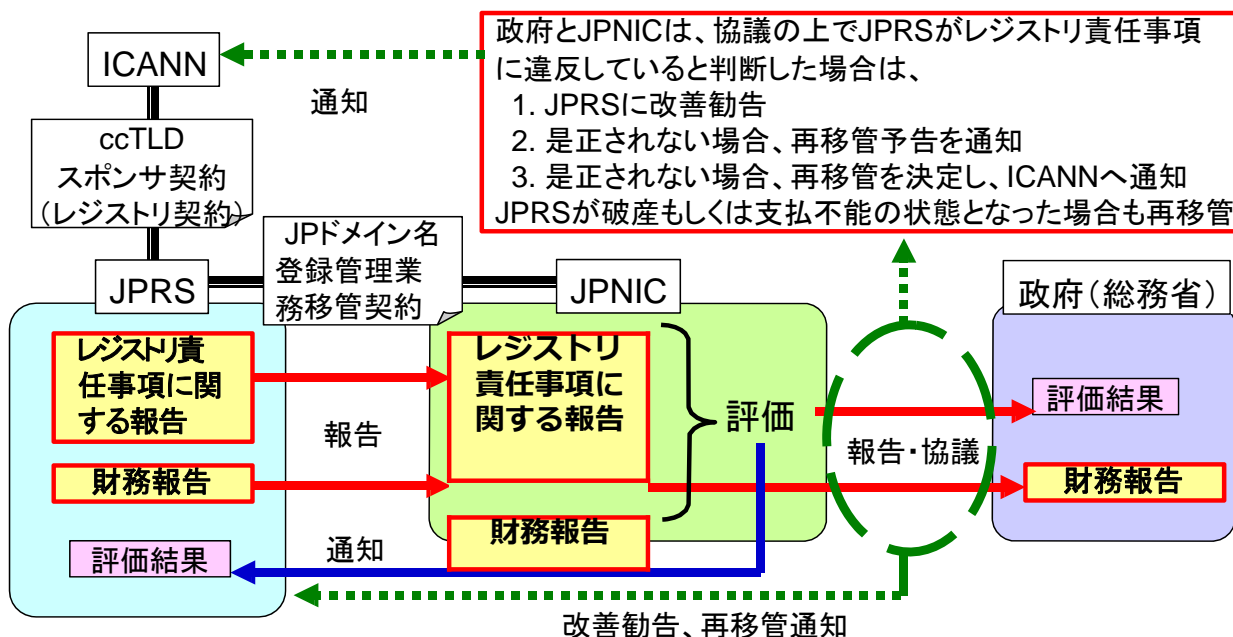 ICANN
通知
政府とJPNICは、協議の上でJPRSがレジストリ責任事項
に違反していると判断した場合は、
1. JPRSに改善勧告
2. 是正されない場合、再移管予告を通知
3. 是正されない場合、再移管を決定し、ICANNへ通知
JPRSが破産もしくは支払不能の状態となった場合も再移管
ccTLD
スポンサ契約
（レジストリ契約）
JPドメイン名
登録管理業
務移管契約
JPRS
JPNIC
政府（総務省）
レジストリ責
任事項に関
する報告
財務報告
評価結果
報告
通知
レジストリ
責任事項に
関する報告
財務報告
評価
報告・協議
評価結果
財務報告
改善勧告、再移管通知